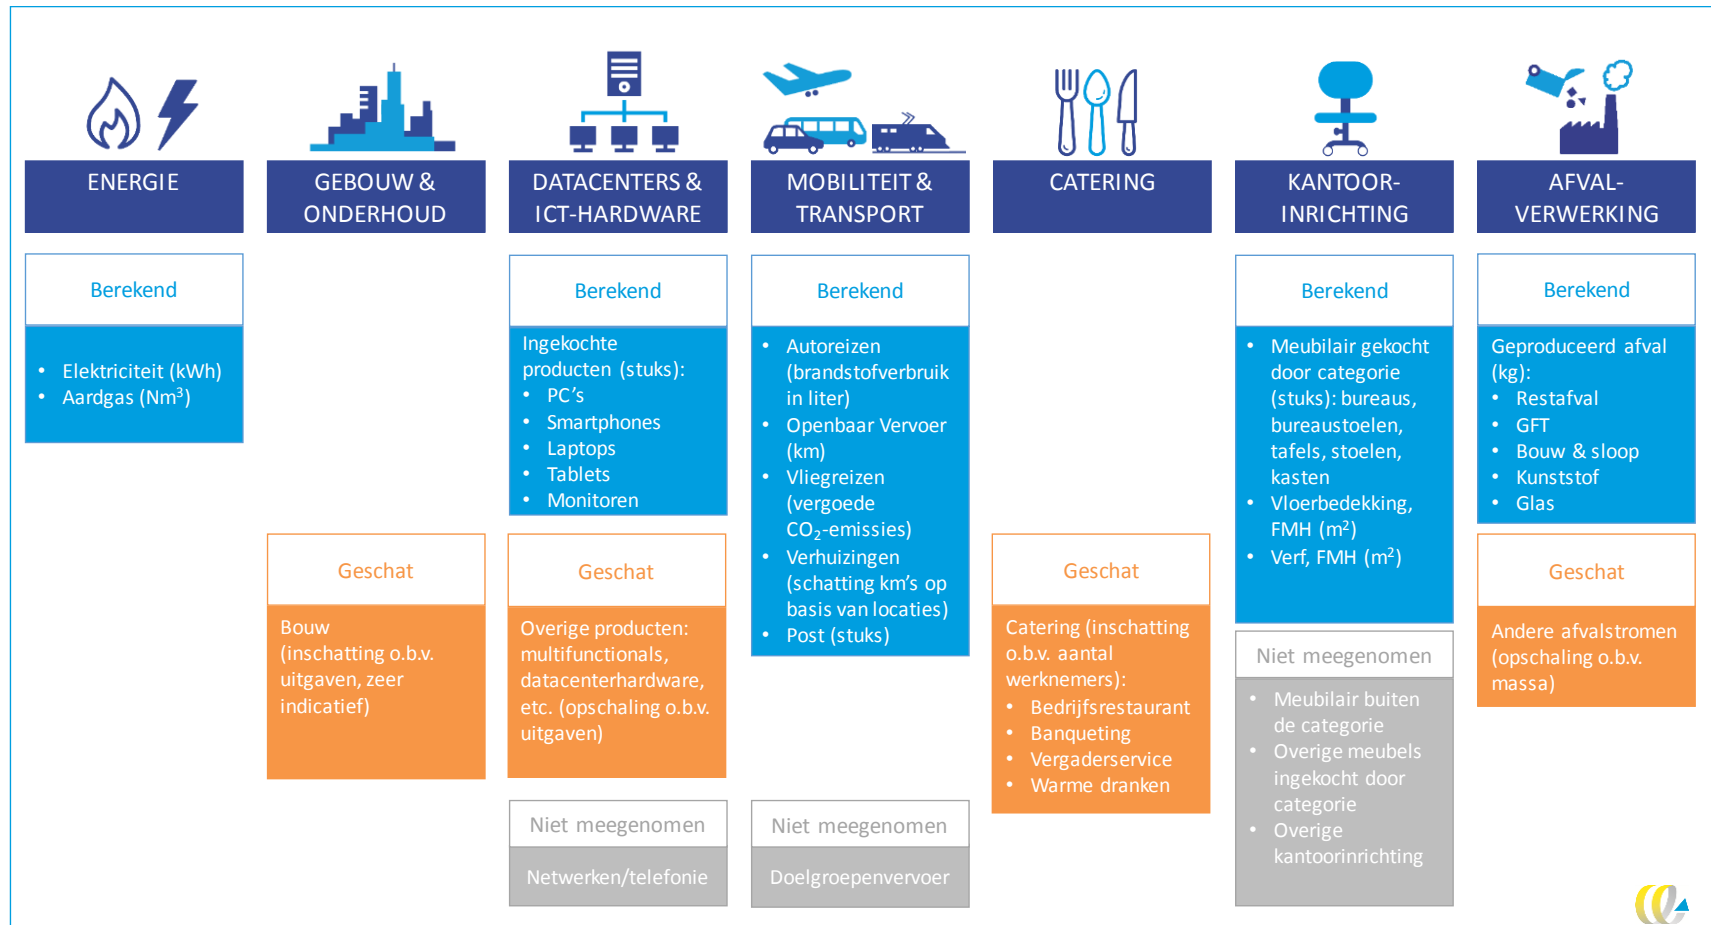 ENERGIE
Berekend
• Elektriciteit (kWh)
• Aardgas (Nm³)
GEBOUW &
ONDERHOUD
Geschat
Bouw
(inschatting o.b.v.
uitgaven, zeer
indicatief)
DATACENTERS &
ICT-HARDWARE
Berekend
Ingekochte
producten (stuks):
• PC’s
• Smartphones
• Laptops
• Tablets
• Monitoren
Geschat
Overige producten:
multifunctionals,
datacenterhardware,
etc. (opschaling o.b.v.
uitgaven)
Niet meegenomen
Netwerken/telefonie
MOBILITEIT &
TRANSPORT
Berekend
• Autoreizen
(brandstofverbruik
in liter)
• Openbaar Vervoer
(km)
• Vliegreizen
(vergoede
CO₂-emissies)
• Verhuizingen
(schatting km’s op
basis van locaties)
• Post (stuks)
Niet meegenomen
Doelgroepenvervoer
CATERING
Geschat
Catering (inschatting
o.b.v. aantal
werknemers):
• Bedrijfsrestaurant
• Banqueting
• Vergaderservice
• Warme dranken
KANTOOR-
INRICHTING
Berekend
• Meubilair gekocht
door categorie
(stuks): bureaus,
bureaustoelen,
tafels, stoelen,
kasten
• Vloerbedekking,
FMH (m²)
• Verf, FMH (m²)
Niet meegenomen
• Meubilair buiten
de categorie
• Overige meubels
ingekocht door
categorie
• Overige
kantoorinrichting
AFVAL-
VERWERKING
Berekend
Geproduceerd afval
(kg):
• Restafval
• GFT
• Bouw & sloop
• Kunststof
• Glas
Geschat
Andere afvalstromen
(opschaling o.b.v.
massa)